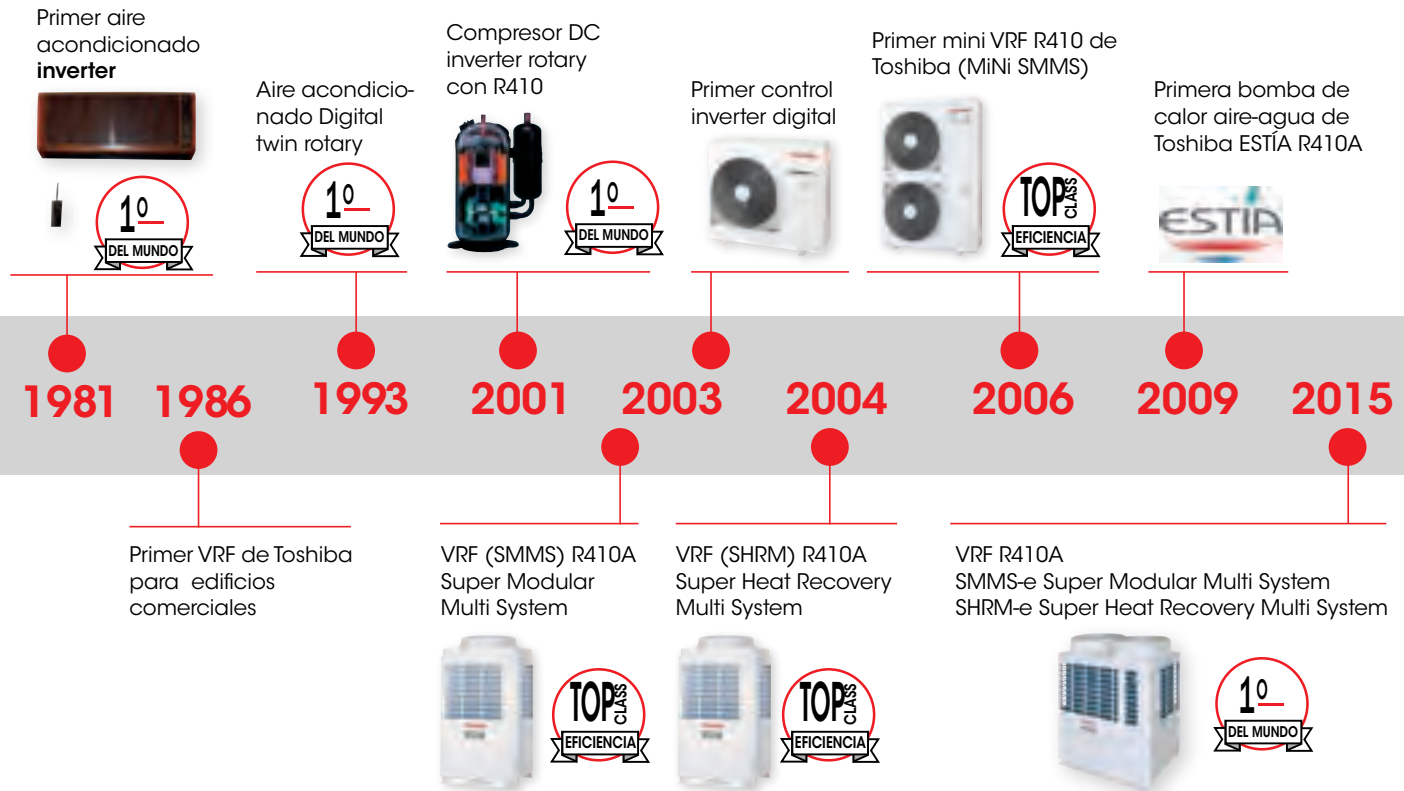 Primer aire
acondicionado
inverter
1º
DEL MUNDO
Aire acondicio-
nado Digital
twin rotary
1º
DEL MUNDO
Compresor DC
inverter rotary
con R410
1º
DEL MUNDO
Primer control
inverter digital
Primer mini VRF R410 de
Toshiba (MiNi SMMS)
TOP CLASS
EFICIENCIA
Primera bomba de
calor aire-agua de
Toshiba ESTÍA R410A
ESTIA
1981 1986 1993 2001 2003 2004 2006 2009 2015
Primer VRF de Toshiba
para edificios
comerciales
VRF (SMMS) R410A
Super Modular
Multi System
TOP CLASS
EFICIENCIA
VRF (SHRM) R410A
Super Heat Recovery
Multi System
TOP CLASS
EFICIENCIA
VRF R410A
SMMS-e Super Modular Multi System
SHRM-e Super Heat Recovery Multi System
1º
DEL MUNDO